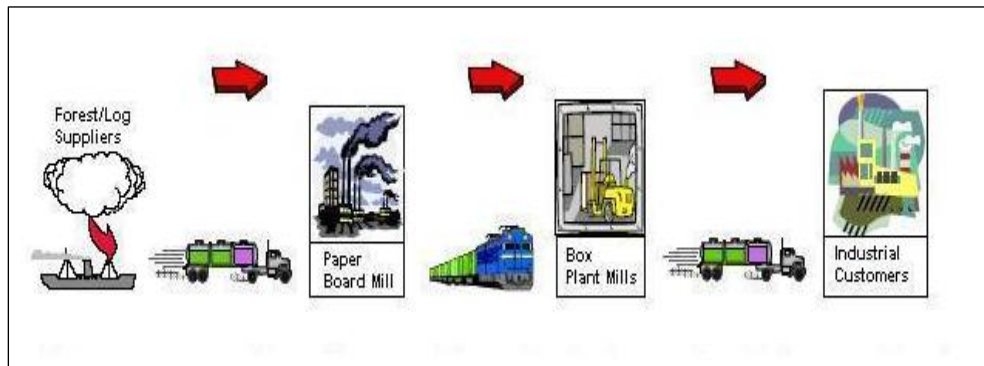 Forest/Log
Suppliers
Paper
Board Mill
Box
Plant Mills
Industrial
Customers